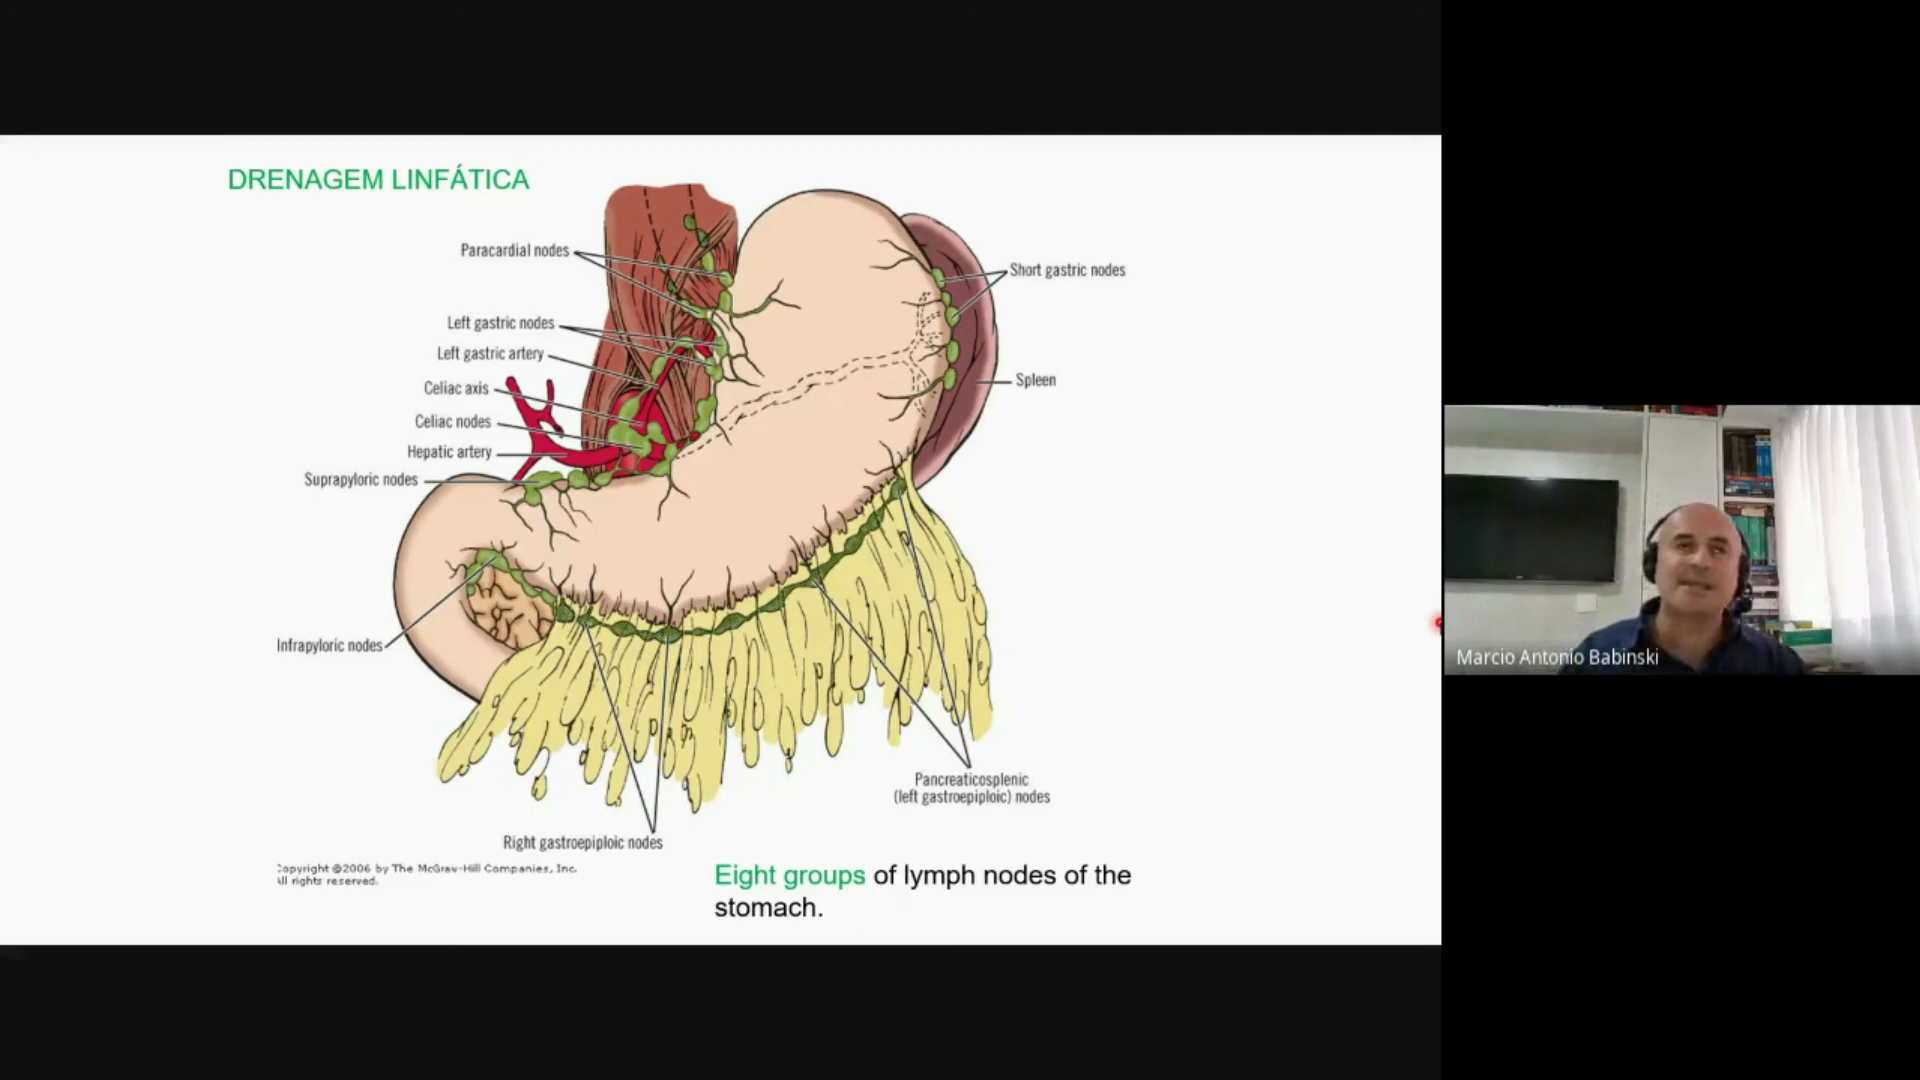 DRENAGEM LINFÁTICA
Paracardial nodes
Short gastric nodes
Left gastric nodes
Left gastric artery
Spleen
Celiac axis
Celiac nodes
Hepatic artery
Suprapyloric nodes
Infrapyloric nodes
Marcio Antonio Babinski
Pancreaticosplenic
(left gastroepiploic) nodes
Right gastroepiploic nodes
Copyright ©2006 by The McGraw-Hill Companies, Inc.
All rights reserved.
Eight groups of lymph nodes of the
stomach.